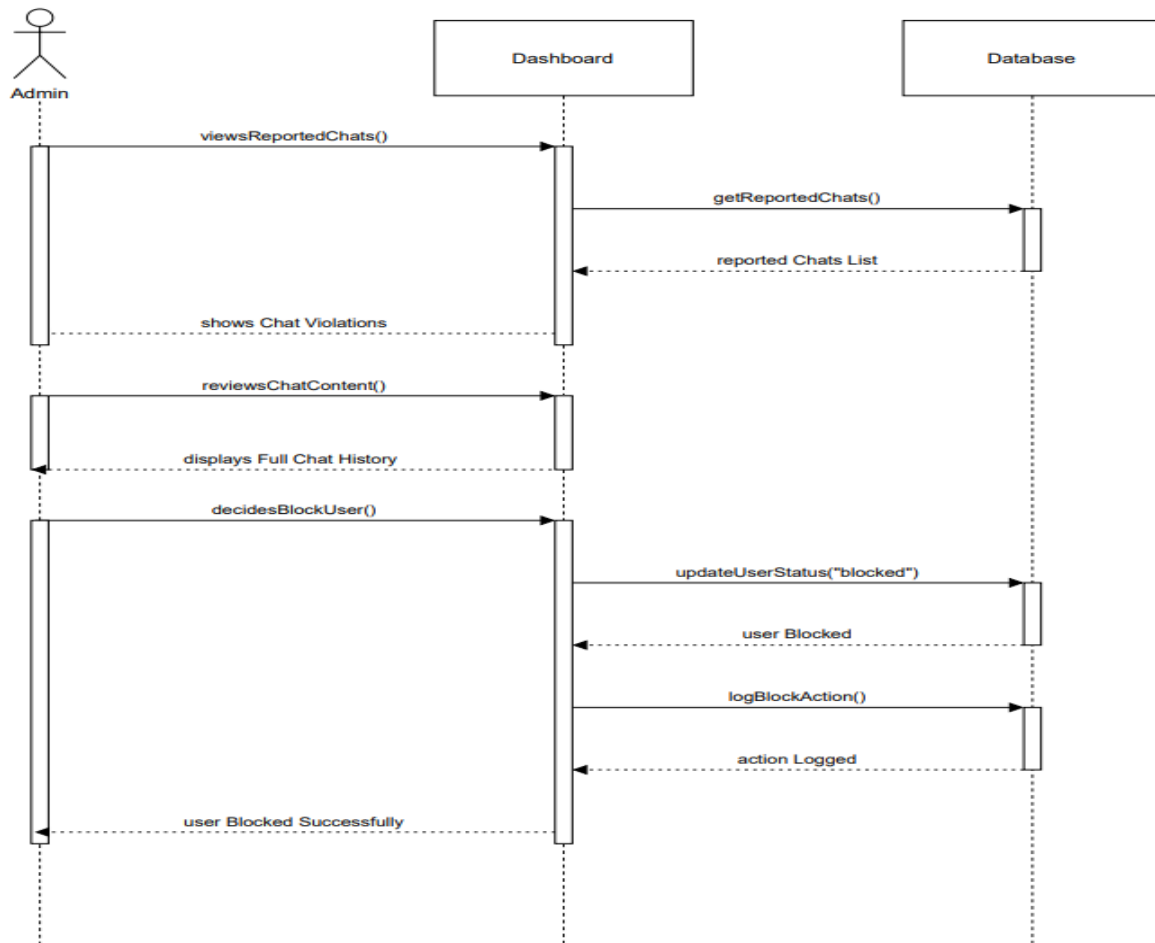 Admin
Dashboard
Database
viewsReportedChats()
getReportedChats()
reported Chats List
shows Chat Violations
reviewsChatContent()
displays Full Chat History
decidesBlockUser()
updateUserStatus("blocked")
user Blocked
logBlockAction()
action Logged
user Blocked Successfully